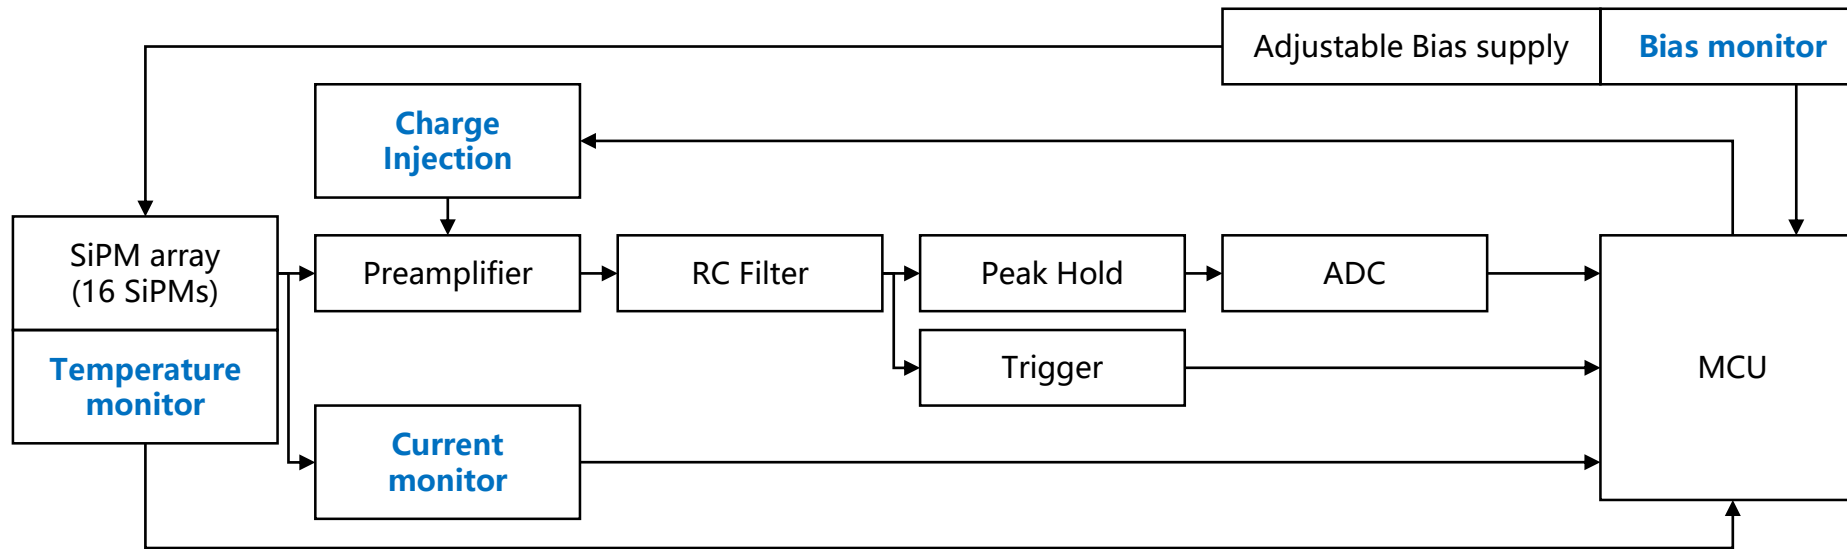 Adjustable Bias supply
Bias monitor
Charge
Injection
SiPM array
(16 SiPMs)
Preamplifier
RC Filter
Peak Hold
ADC
Temperature
monitor
Trigger
MCU
Current
monitor